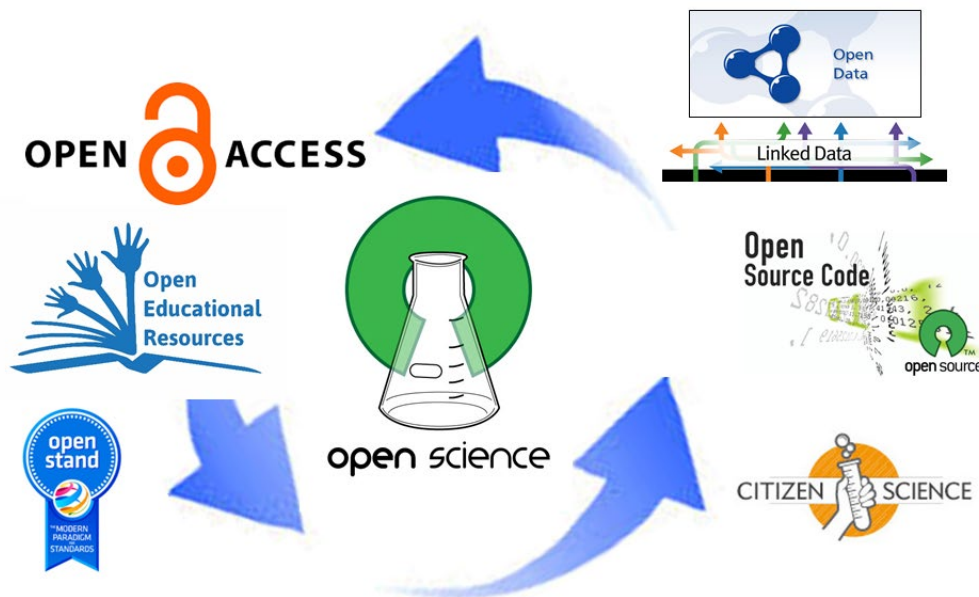 OPEN ACCESS
Open
Data
Linked Data
Open
Educational
Resources
Open
Source Code
open source
TM
open science
open
stand
THE MODERN
PARADIGM
FOR STANDARDS
CITIZEN SCIENCE